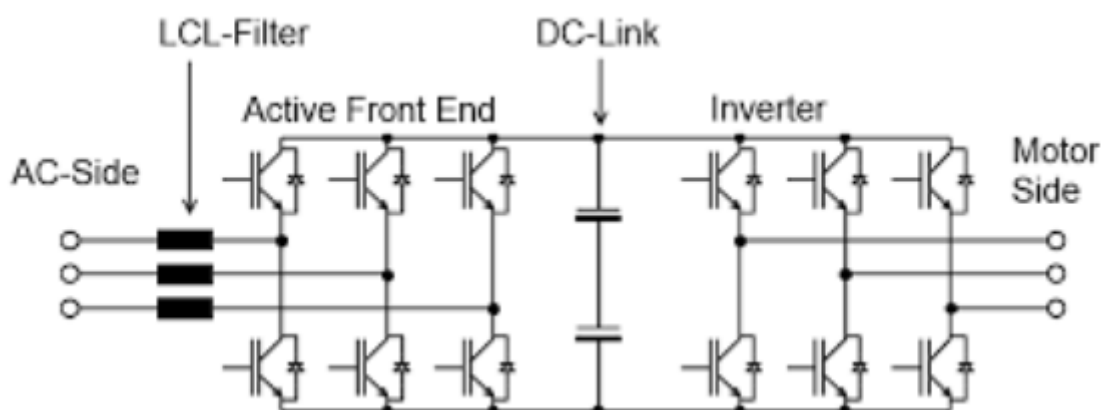 LCL-Filter
DC-Link
Active Front End
Inverter
AC-Side
Motor
Side